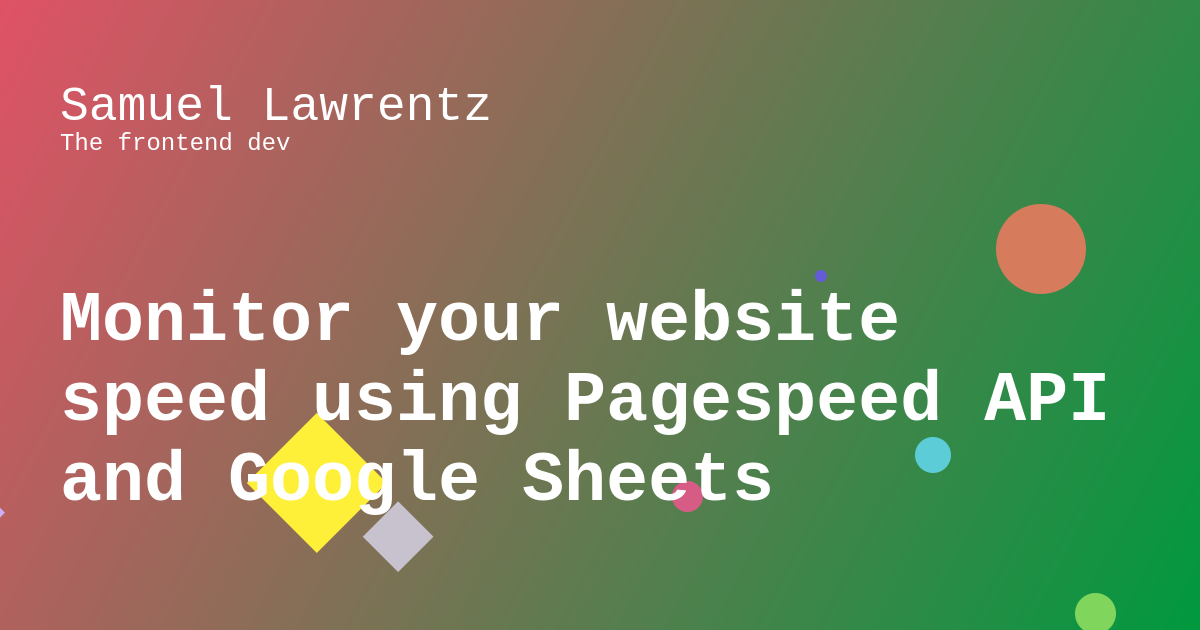 Samuel Lawrentz
The frontend dev
Monitor your website
speed using Pagespeed API
and Google Sheets